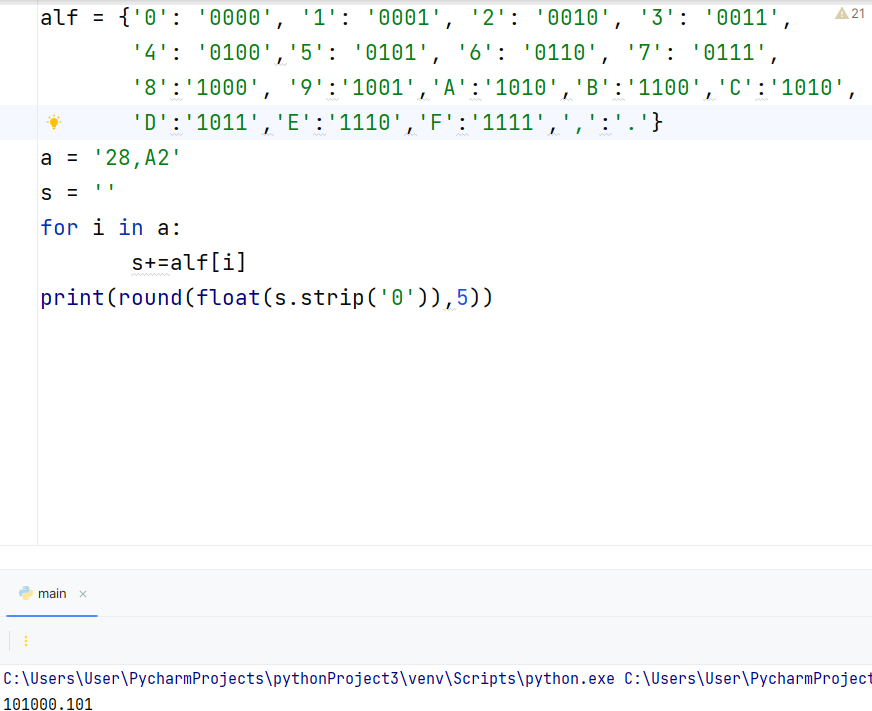 alf = {'0': '0000', '1': '0001', '2': '0010', '3': '0011',
21
'4': '0100','5': '0101', '6': '0110', '7': '0111',
'8':'1000', '9':'1001','A':'1010','B':'1100','C':'1010',
'D':'1011','E':'1110','F':'1111',',':'.'}
a = '28,A2'
s = ''
for i in a:
s+=alf[i]
print(round(float(s.strip('0')),5))
main
C:\Users\User\PycharmProjects\pythonProject3\venv\Scripts\python.exe C:\Users\User\PycharmProject
101000.101